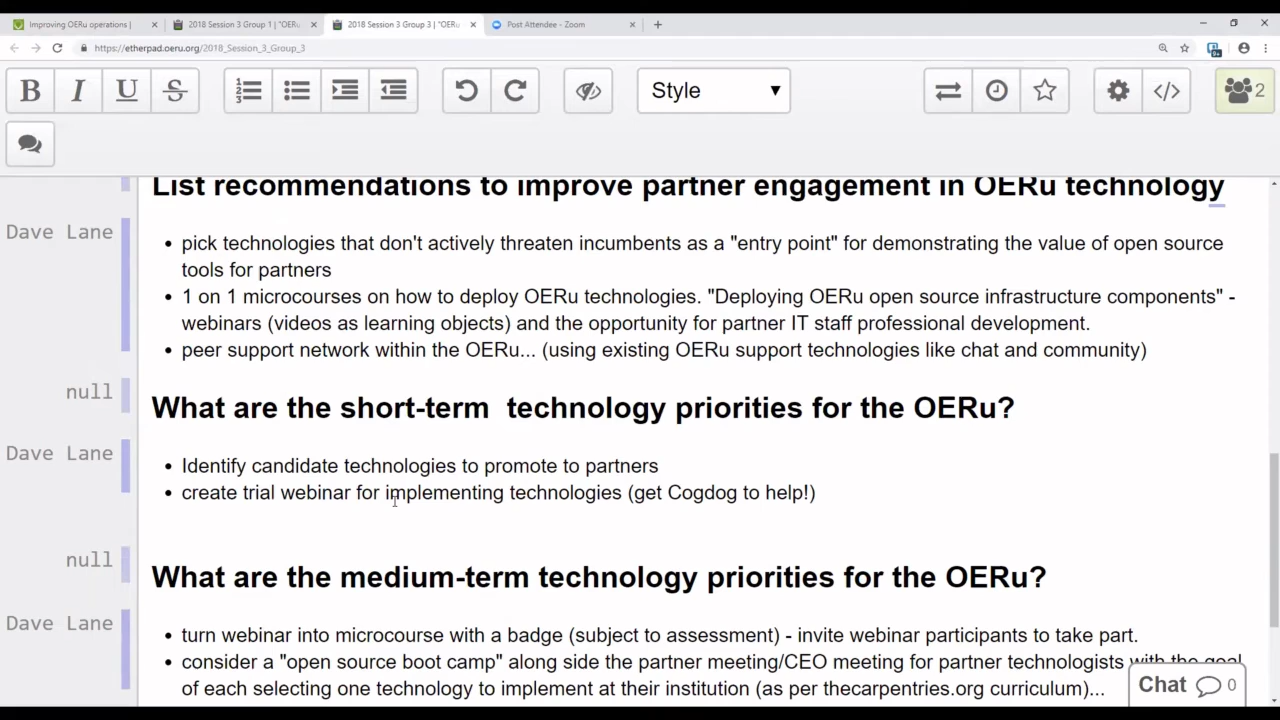 Improving OERu operations |
2018 Session 3 Group 1 | "OERu
2018 Session 3 Group 3 | "OERu
Post Attendee - Zoom
https://etherpad.oeru.org/2018_Session_3_Group_3
B I U S
Style
2
List recommendations to improve partner engagement in OERu technology
Dave Lane
pick technologies that don't actively threaten incumbents as a "entry point" for demonstrating the value of open source
tools for partners
1 on 1 microcourses on how to deploy OERu technologies. "Deploying OERu open source infrastructure components" -
webinars (videos as learning objects) and the opportunity for partner IT staff professional development.
peer support network within the OERu... (using existing OERu support technologies like chat and community)
null
What are the short-term technology priorities for the OERu?
Dave Lane
Identify candidate technologies to promote to partners
create trial webinar for implementing technologies (get Cogdog to help!)
null
What are the medium-term technology priorities for the OERu?
Dave Lane
turn webinar into microcourse with a badge (subject to assessment) - invite webinar participants to take part.
consider a "open source boot camp" along side the partner meeting/CEO meeting for partner technologists with the goal
of each selecting one technology to implement at their institution (as per thecarpentries.org curriculum)...
Chat 0